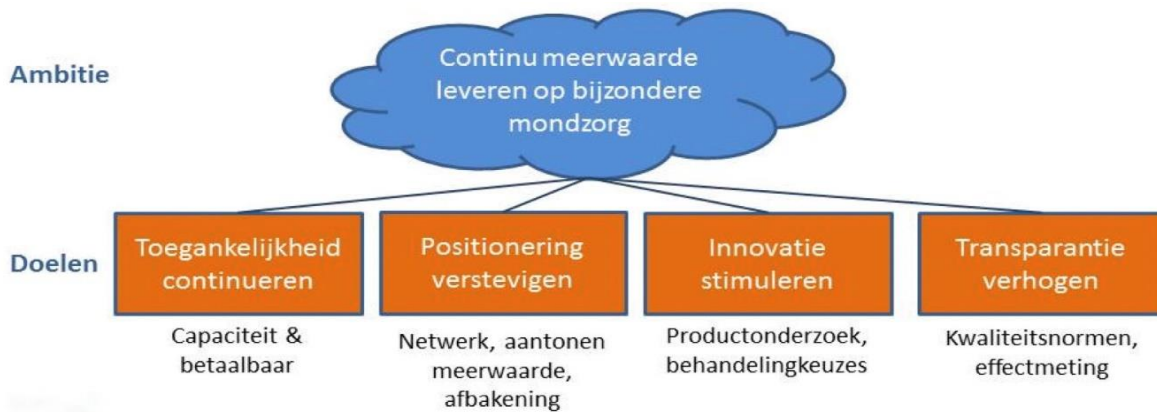 Ambitie
Continu meerwaarde
leveren op bijzondere
mondzorg
Doelen
Toegankelijkheid
continueren
Positionering
verstevigen
Innovatie
stimuleren
Transparantie
verhogen
Capaciteit &
betaalbaar
Netwerk, aantonen
meerwaarde,
afbakening
Productonderzoek,
behandelingkeuzes
Kwaliteitsnormen,
effectmeting